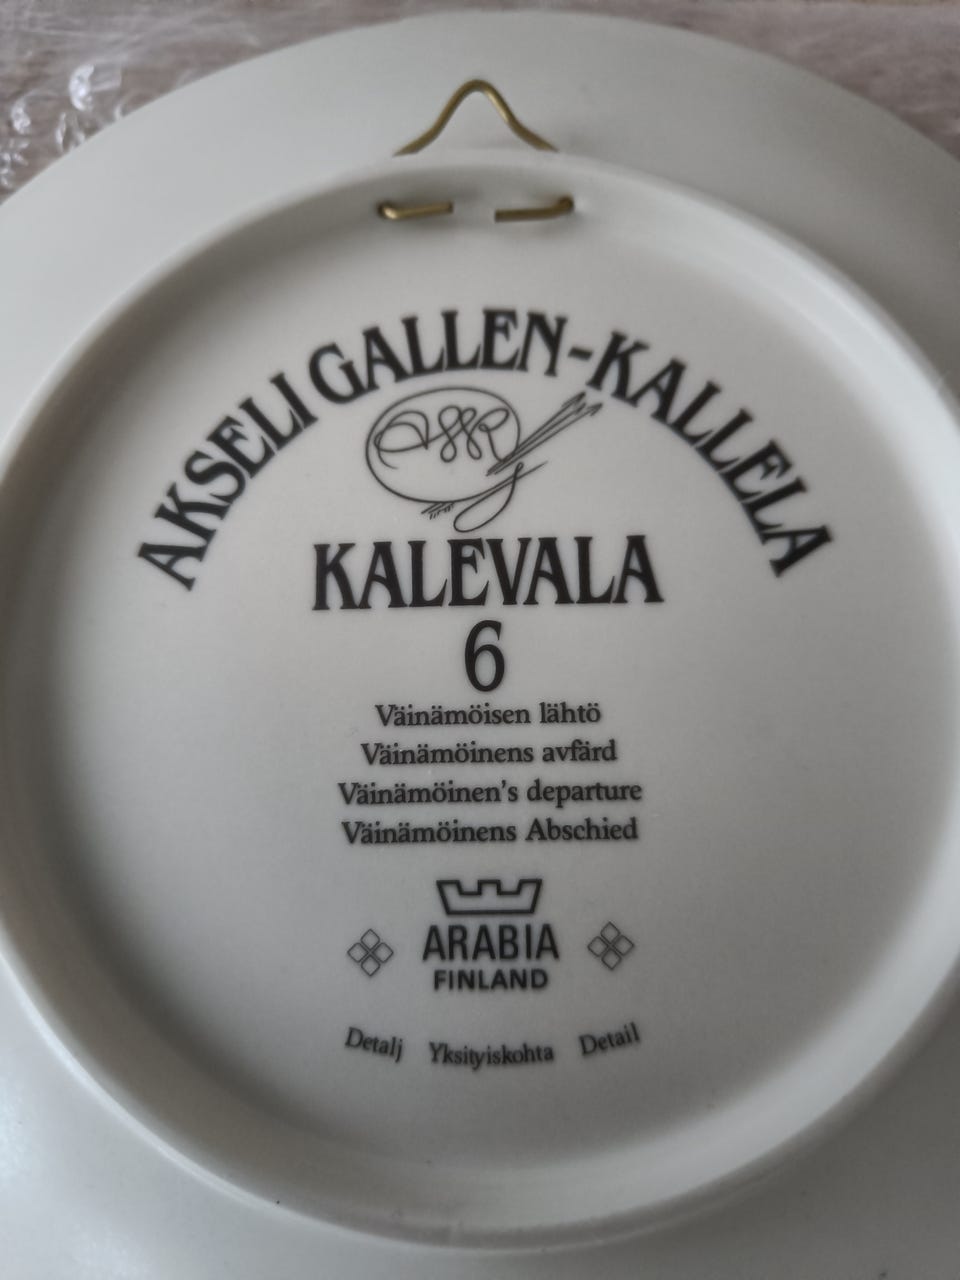 AKSELI GALLEN-KALLELA
KALEVALA
6
Väinämöisen lähtö
Väinämöinens avfärd
Väinämöinen's departure
Väinämöinens Abschied
ARABIA
FINLAND
Detalj Yksityiskohta Detail